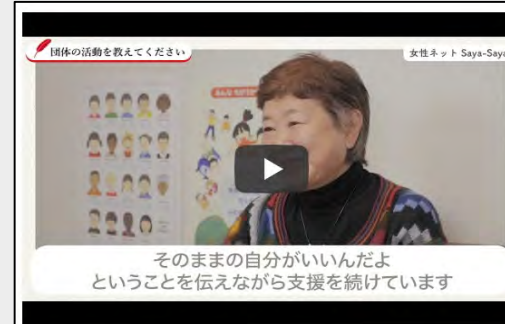 団体の活動を教えてください
女性ネット Saya-Saya
そのままの自分がいいんだよ
ということを伝えながら支援を続けています